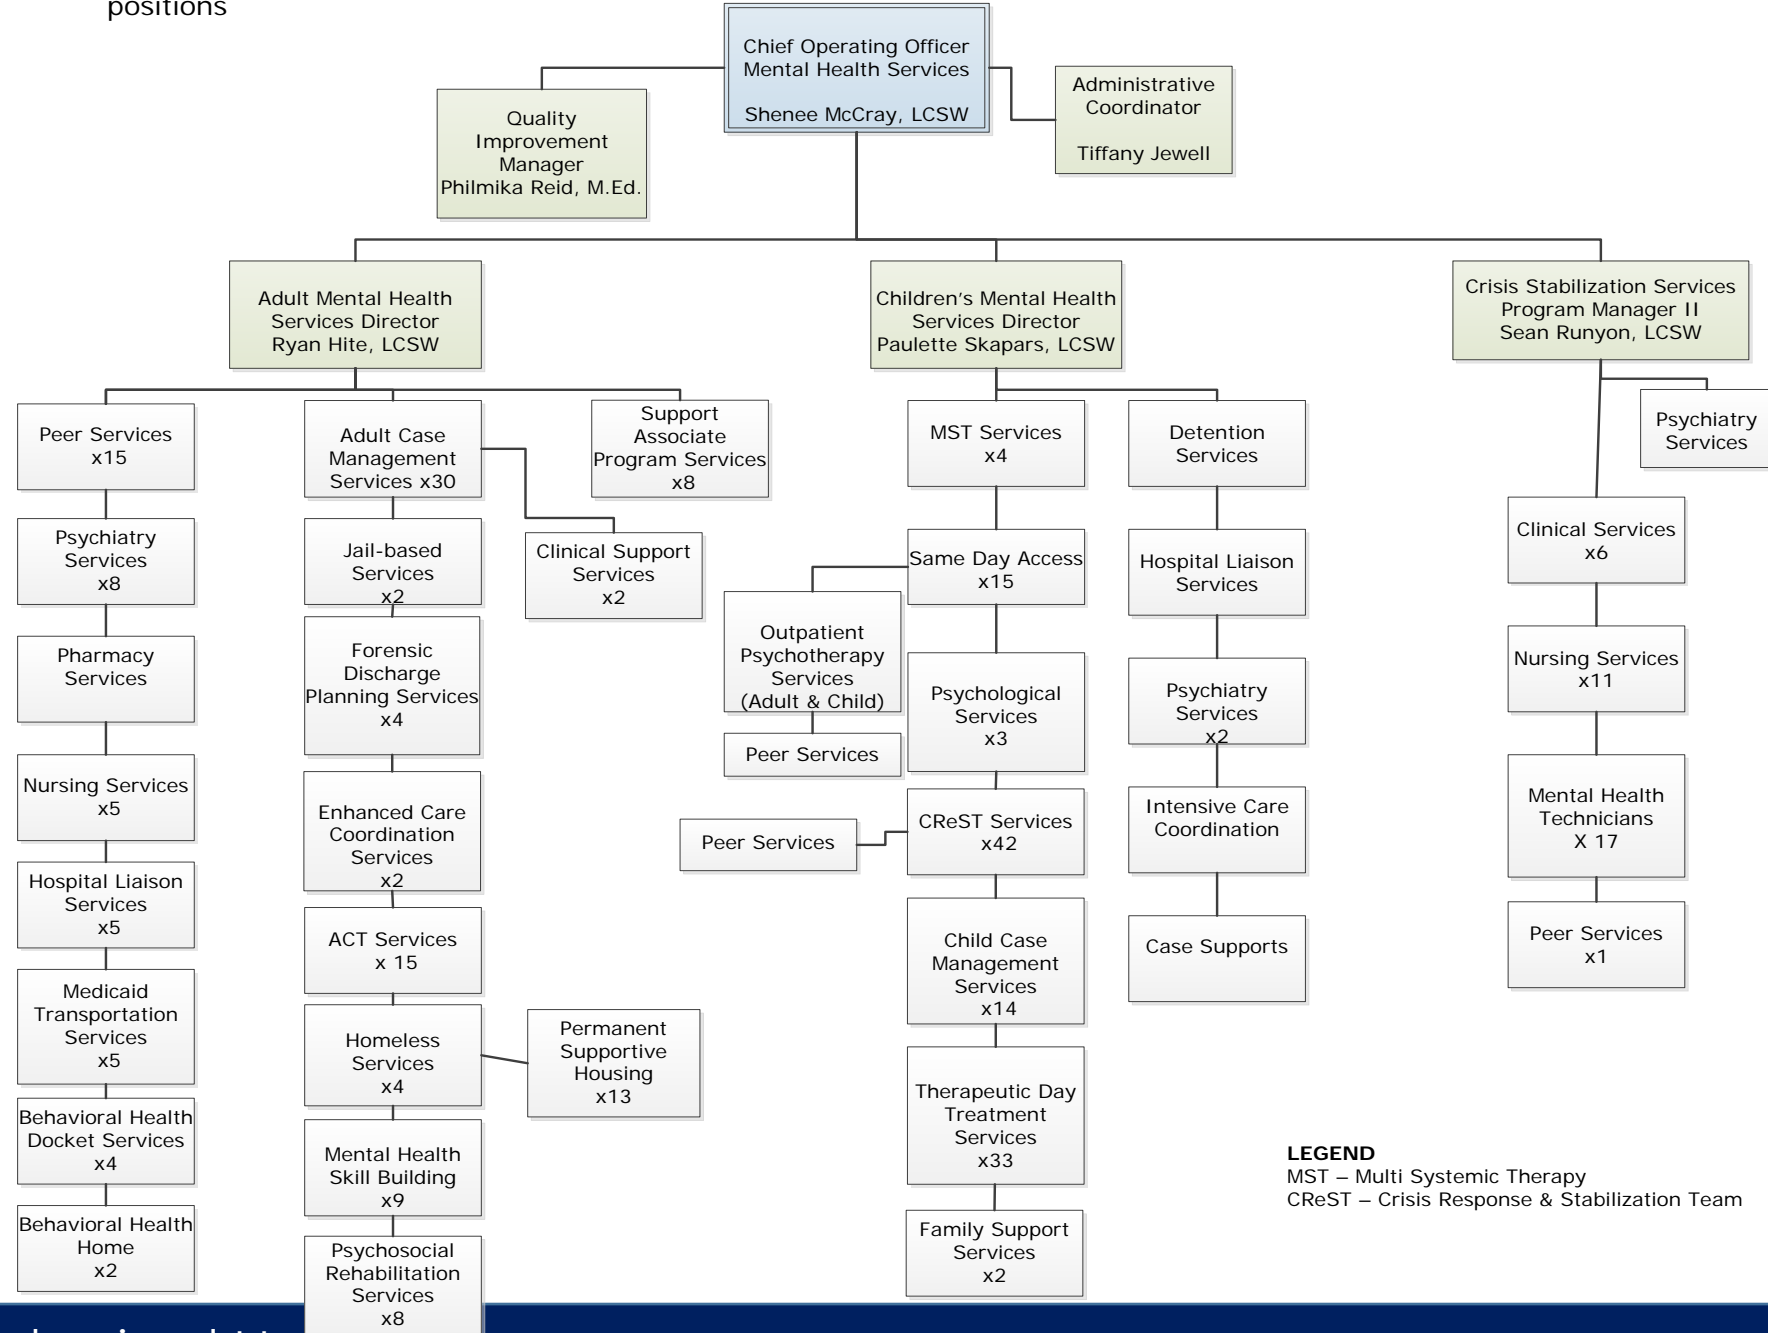 positions
Chief Operating Officer
Mental Health Services
Shenee McCray, LCSW
Quality
Improvement
Manager
Philmika Reid, M.Ed.
Administrative
Coordinator
Tiffany Jewell
Adult Mental Health
Services Director
Ryan Hite, LCSW
Children's Mental Health
Services Director
Paulette Skapars, LCSW
Crisis Stabilization Services
Program Manager II
Sean Runyon, LCSW
Peer Services
x15
Psychiatry
Services
x8
Pharmacy
Services
Nursing Services
x5
Hospital Liaison
Services
x5
Medicaid
Transportation
Services
x5
Behavioral Health
Docket Services
x4
Behavioral Health
Home
x2
Adult Case
Management
Services x30
Jail-based
Services
x2
Forensic
Discharge
Planning Services
x4
Enhanced Care
Coordination
Services
x2
ACT Services
x 15
Homeless
Services
x4
Mental Health
Skill Building
x9
Psychosocial
Rehabilitation
Services
x8
Support
Associate
Program Services
x8
Clinical Support
Services
x2
Permanent
Supportive
Housing
x13
MST Services
x4
Same Day Access
x15
Outpatient
Psychotherapy
Services
(Adult & Child)
Peer Services
Psychological
Services
x3
CReST Services
x42
Peer Services
Child Case
Management
Services
x14
Therapeutic Day
Treatment
Services
x33
Family Support
Services
x2
Detention
Services
Hospital Liaison
Services
Psychiatry
Services
x2
Intensive Care
Coordination
Case Supports
Psychiatry
Services
Clinical Services
x6
Nursing Services
x11
Mental Health
Technicians
X 17
Peer Services
x1
LEGEND
MST – Multi Systemic Therapy
CReST – Crisis Response & Stabilization Team